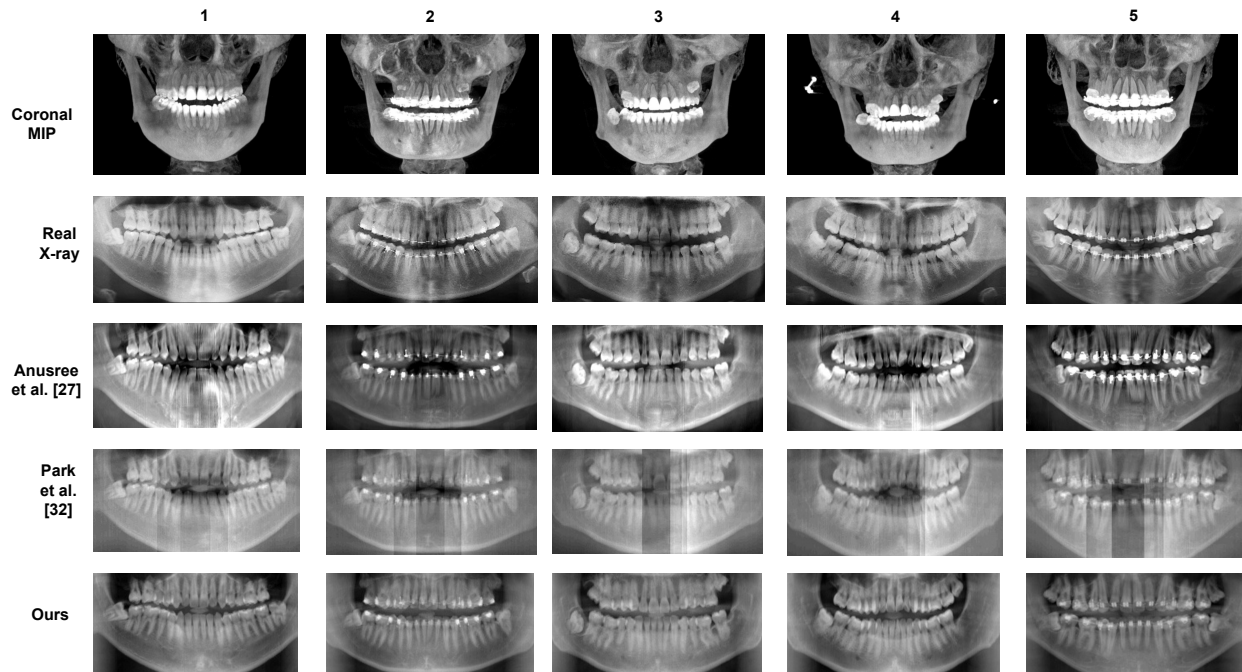 1 2 3 4 5
Coronal
MIP
Real
X-ray
Anusree
et al. [27]
Park
et al.
[32]
Ours